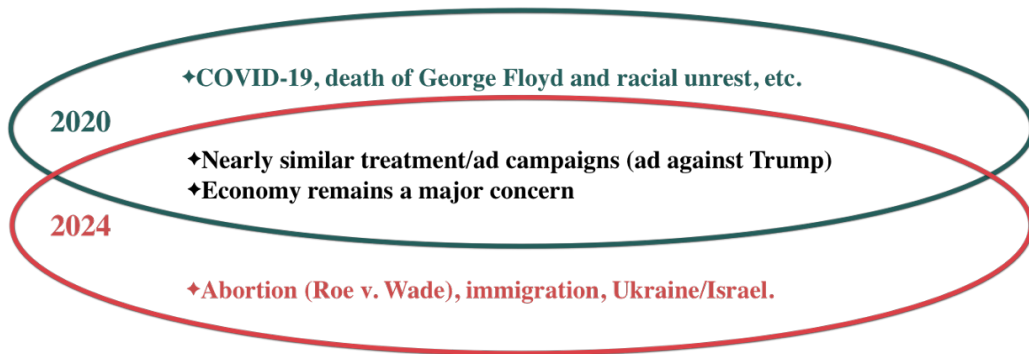 ✦COVID-19, death of George Floyd and racial unrest, etc.
2020
✦Nearly similar treatment/ad campaigns (ad against Trump)
✦Economy remains a major concern
2024
✦Abortion (Roe v. Wade), immigration, Ukraine/Israel.